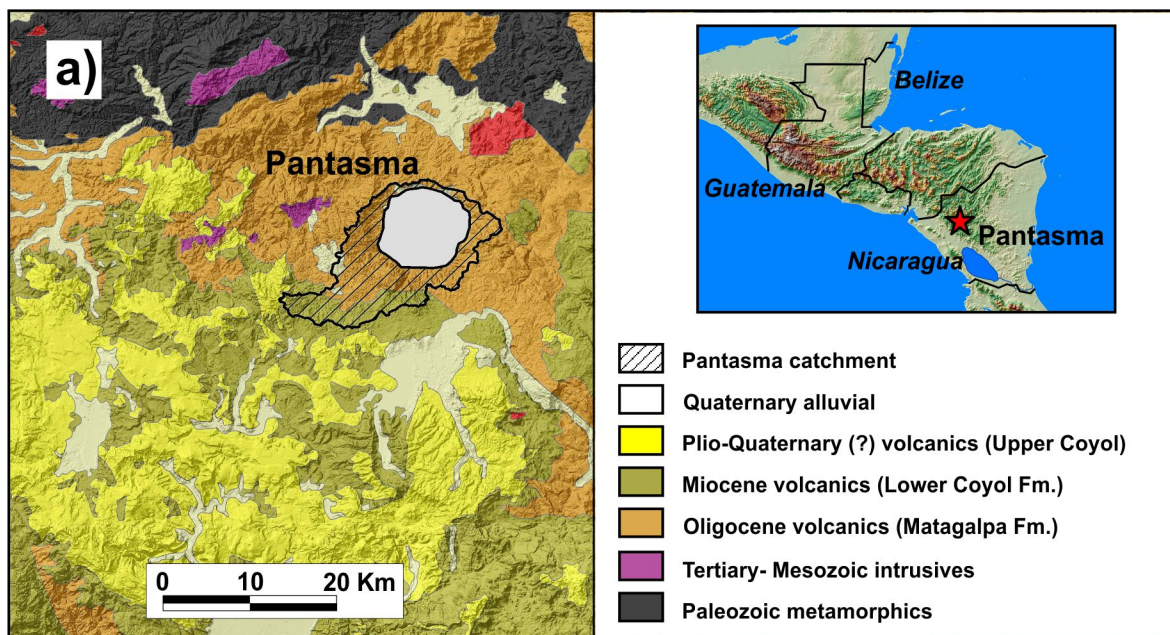 a)
Pantasma
0 10 20 Km
Belize
Guatemala
Pantasma
Nicaragua
Pantasma catchment
Quaternary alluvial
Plio-Quaternary (?) volcanics (Upper Coyol)
Miocene volcanics (Lower Coyol Fm.)
Oligocene volcanics (Matagalpa Fm.)
Tertiary- Mesozoic intrusives
Paleozoic metamorphics